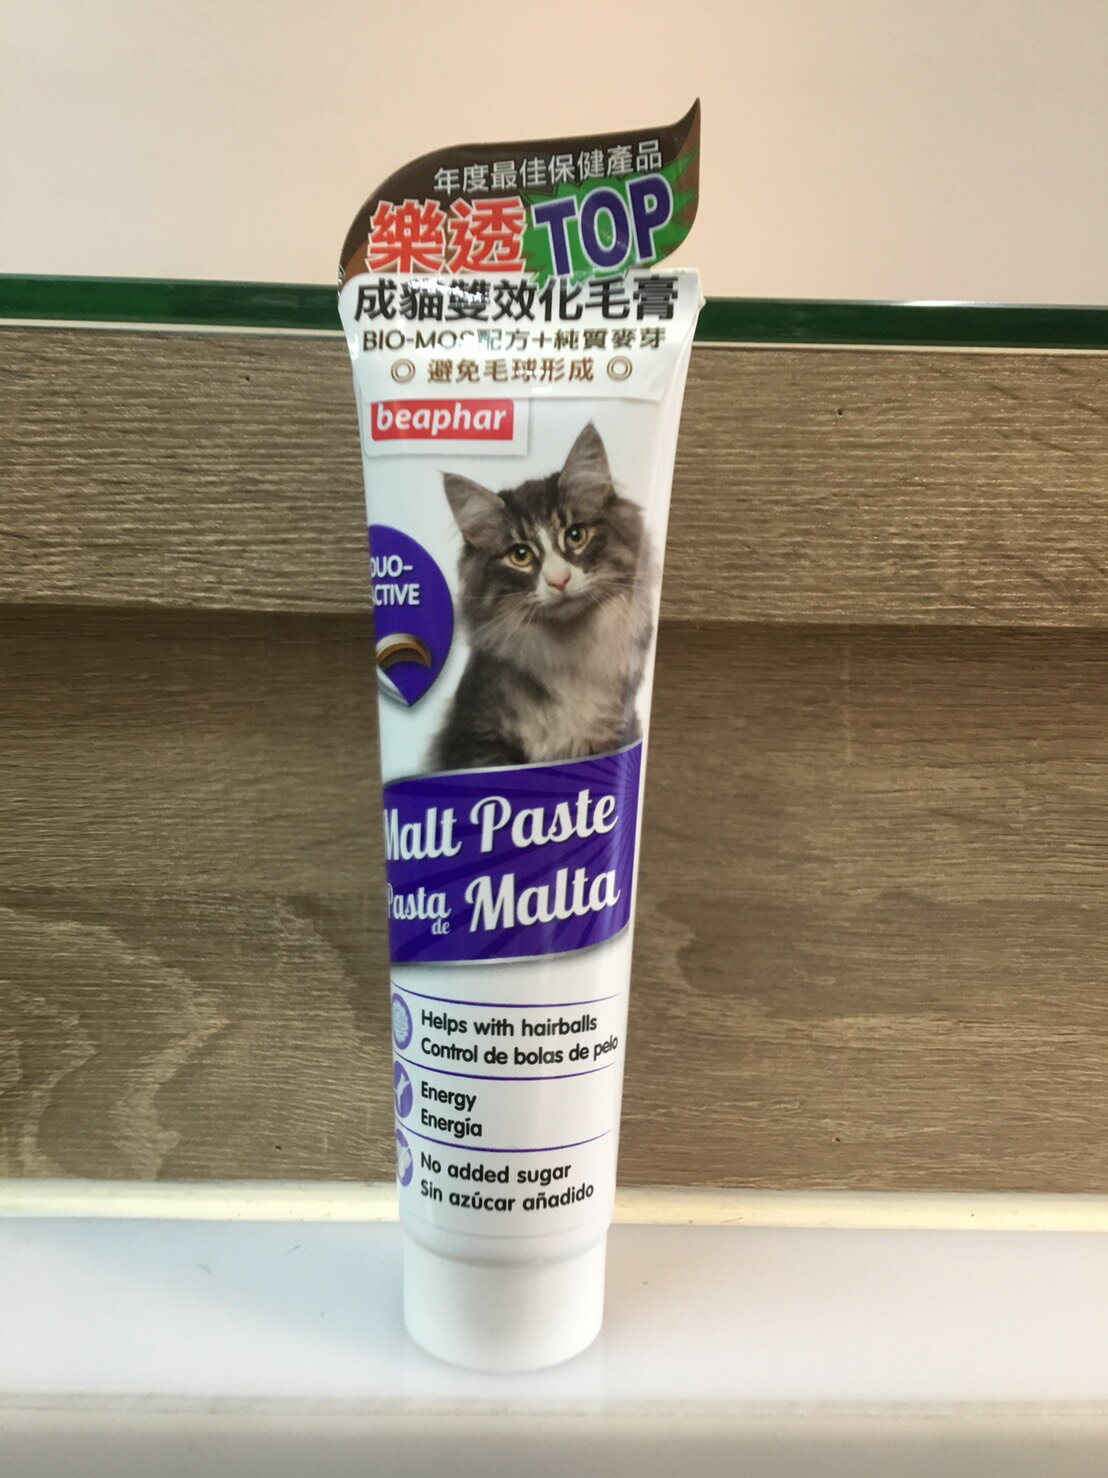 年度最佳保健產品
樂透TOP
成貓雙效化毛膏
BIO-MOS配方+純質麥芽
◎ 避免毛球形成 ◎
beaphar
DUO-
ACTIVE
Malt Paste
Pasta de Malta
Helps with hairballs
Control de bolas de pelo
Energy
Energía
No added sugar
Sin azúcar añadido